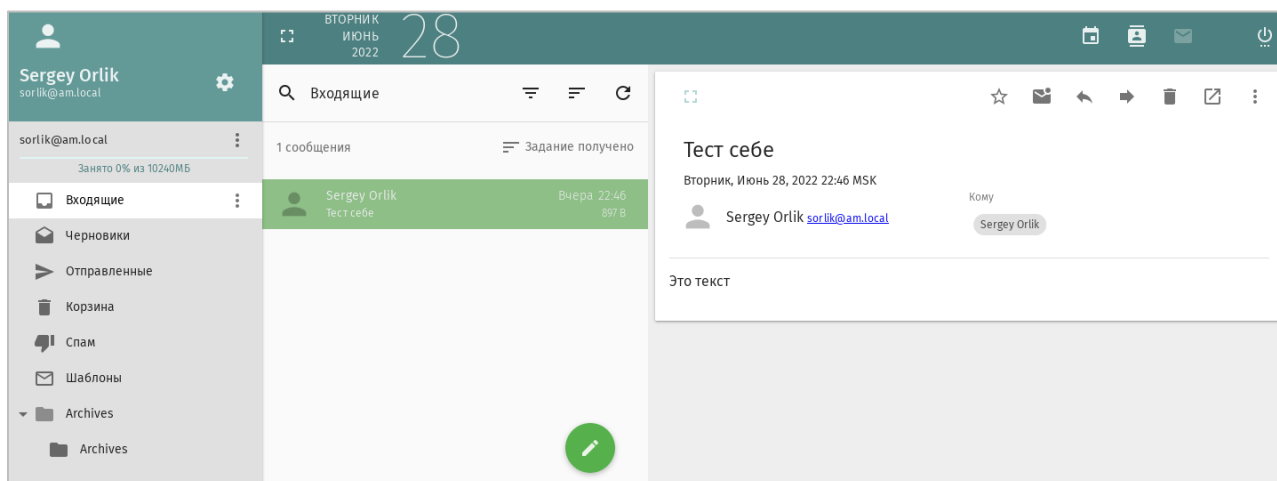 ВТОРНИК
ИЮНЬ
2022
28
Sergey Orlik
sorlik@am.local
sorlik@am.local
Занято 0% из 10240МБ
Входящие
Черновики
Отправленные
Корзина
Спам
Шаблоны
Archives
Archives
Входящие
1 сообщения
Задание получено
Sergey Orlik
Вчера 22:46
Тест себе
897 B
Тест себе
Вторник, Июнь 28, 2022 22:46 MSK
Sergey Orlik sorlik@am.local
Кому
Sergey Orlik
Это текст